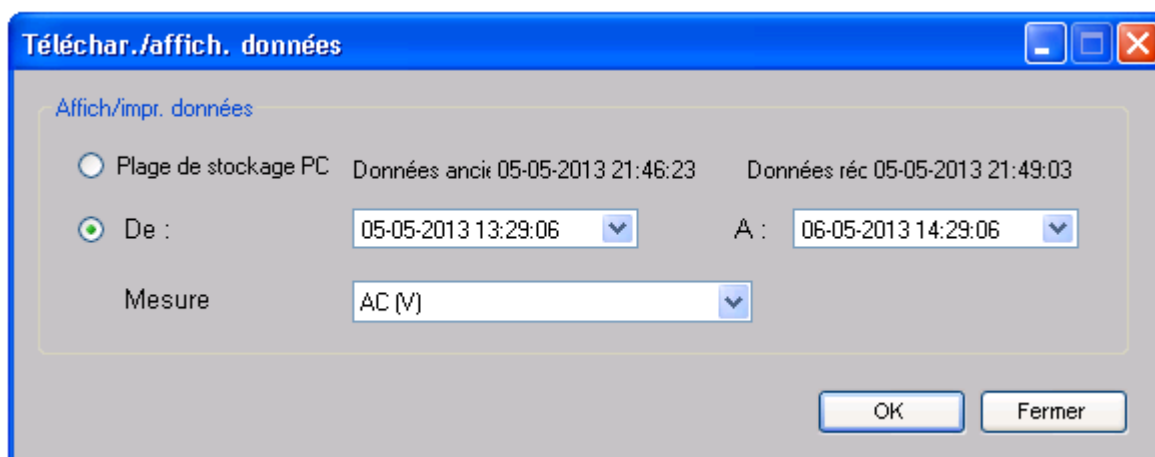 Téléchar./affich. données
Affich/impr. données
Plage de stockage PC Données ancie 05-05-2013 21:46:23 Données réc 05-05-2013 21:49:03
De : 05-05-2013 13:29:06 A : 06-05-2013 14:29:06
Mesure AC (V)
OK Fermer